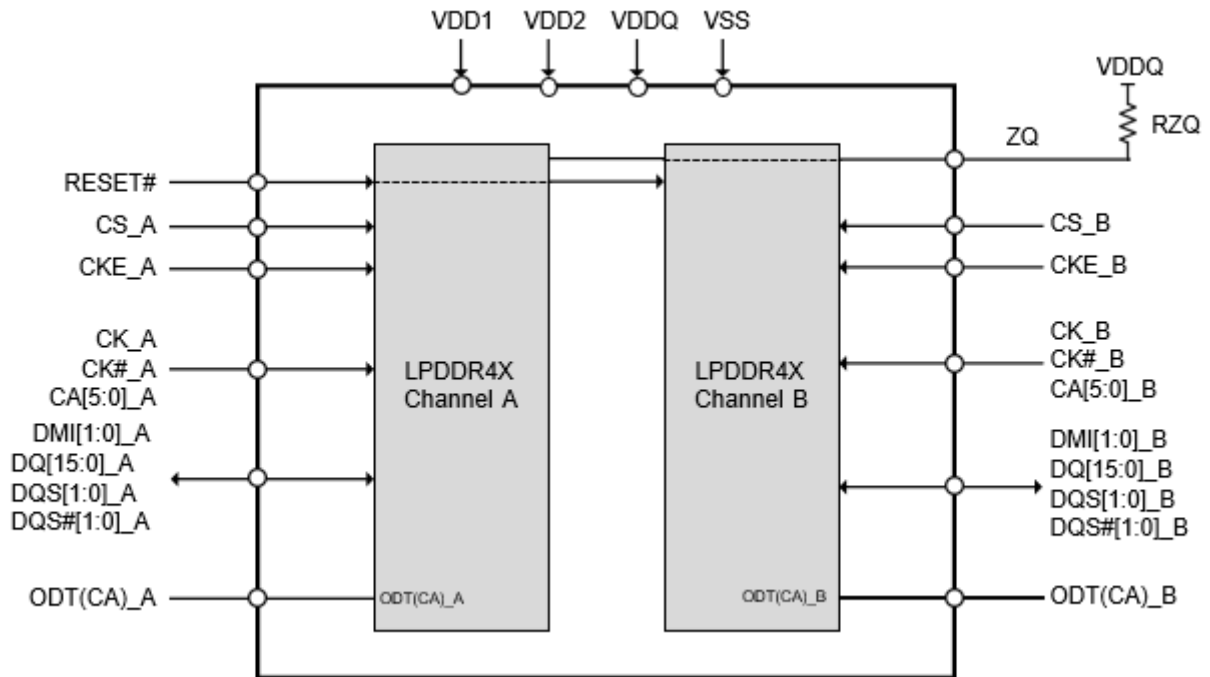 VDD1 VDD2 VDDQ VSS
VDDQ
RZQ
ZQ
RESET#
CS_A
CS_B
CKE_A
CKE_B
CK_A
CK#_A
CA[5:0]_A
CK_B
CK#_B
CA[5:0]_B
LPDDR4X
Channel A
LPDDR4X
Channel B
DMI[1:0]_A
DQ[15:0]_A
DQS[1:0]_A
DQS#[1:0]_A
DMI[1:0]_B
DQ[15:0]_B
DQS[1:0]_B
DQS#[1:0]_B
ODT(CA)_A
ODT(CA)_A
ODT(CA)_B
ODT(CA)_B